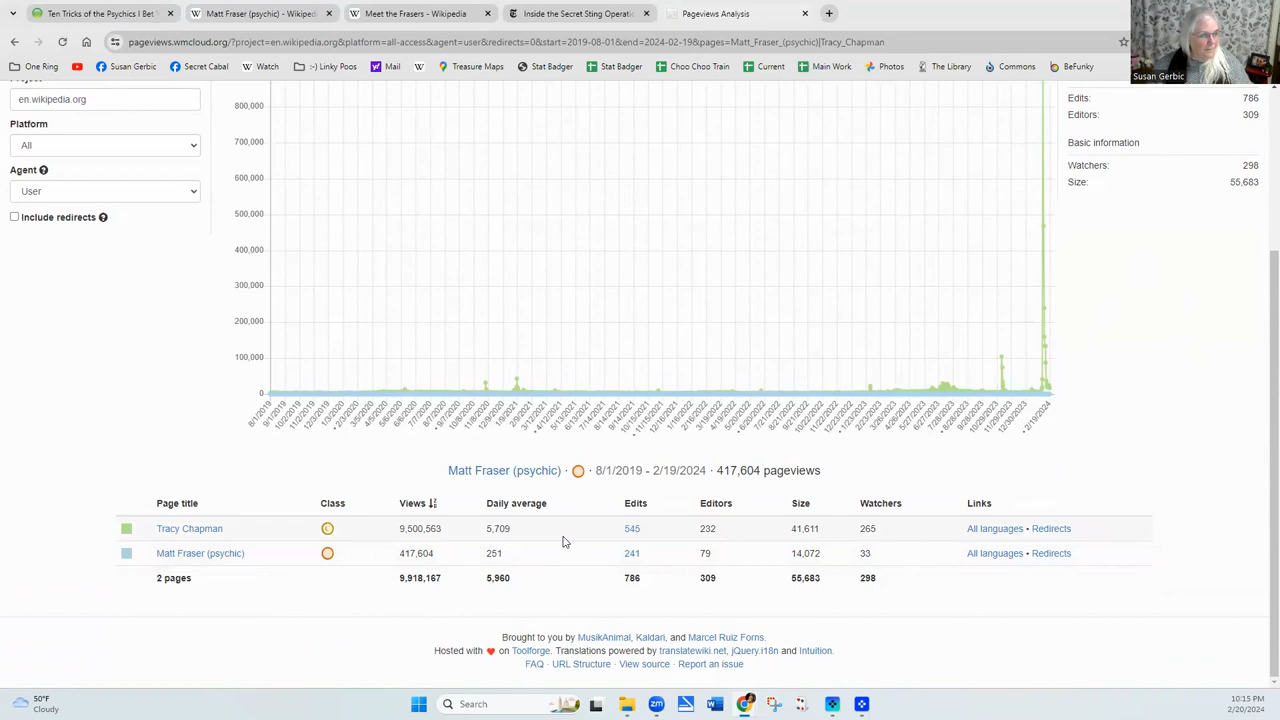 Ten Tricks of the Psychics I Bet
Matt Fraser (psychic) - Wikipedi
Meet the Frasers - Wikipedia
Inside the Secret Sting Operatio
Pageviews Analysis
pageviews.wmcloud.org/?project=en.wikipedia.org&platform=all-access&agent=user&redirects=0&start=2019-08-01&end=2024-02-19&pages=Matt_Fraser_(psychic)|Tracy_Chapman
One Ring
Susan Gerbic
Secret Cabal
Watch
:-) Linky Poos
Mail
Treasure Maps
Stat Badger
Stat Badger
Choo Choo Train
Current
Main Work
Photos
The Library
Commons
BeFunky
Susan Gerbic
en.wikipedia.org
Platform
All
Agent
User
Include redirects
800,000
700,000
600,000
500,000
400,000
300,000
200,000
100,000
0
Edits: 786
Editors: 309
Basic information
Watchers: 298
Size: 55,683
Matt Fraser (psychic) · 8/1/2019 - 2/19/2024 · 417,604 pageviews
Page title Class Views Daily average Edits Editors Size Watchers Links
Tracy Chapman 9,500,563 5,709 545 232 41,611 265 All languages • Redirects
Matt Fraser (psychic) 417,604 251 241 79 14,072 33 All languages • Redirects
2 pages 9,918,167 5,960 786 309 55,683 298
Brought to you by MusikAnimal, Kaldari, and Marcel Ruiz Forns.
Hosted with ♥ on Toolforge. Translations powered by translatewiki.net, jQuery.i18n and Intuition.
FAQ · URL Structure · View source · Report an issue
50°F
Cloudy
Search
10:15 PM
2/20/2024